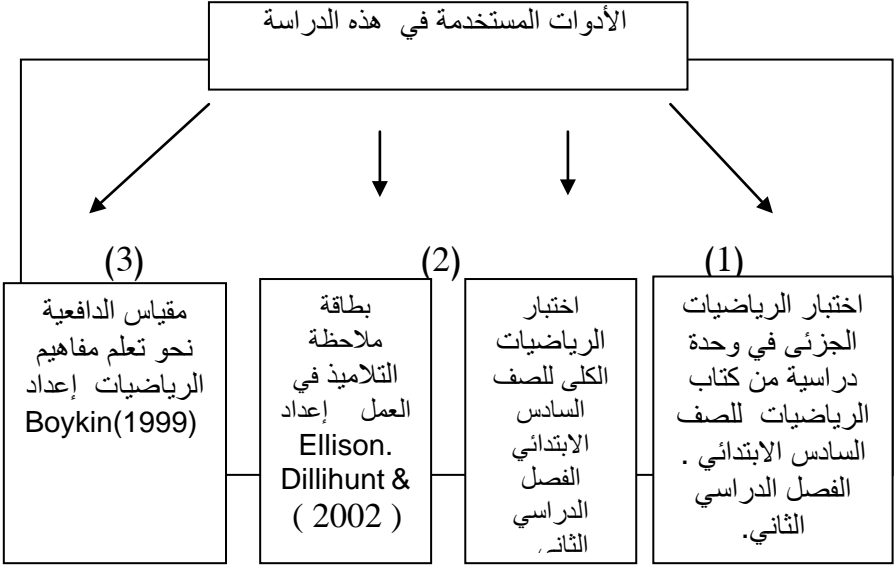 الأدوات المستخدمة في هذه الدراسة
(1)
(2)
(3)
اختبار الرياضيات
الجزئى في وحدة
دراسية من كتاب
الرياضيات للصف
السادس الابتدائي .
الفصل الدراسي
الثاني.
اختبار
الرياضيات
الكلى للصف
السادس
الابتدائي
الفصل
الدراسي
الثاني
بطاقة
ملاحظة
التلاميذ في
العمل إعداد
Ellison.
Dillihunt &
( 2002 )
مقياس الدافعية
نحو تعلم مفاهيم
الرياضيات إعداد
Boykin(1999)